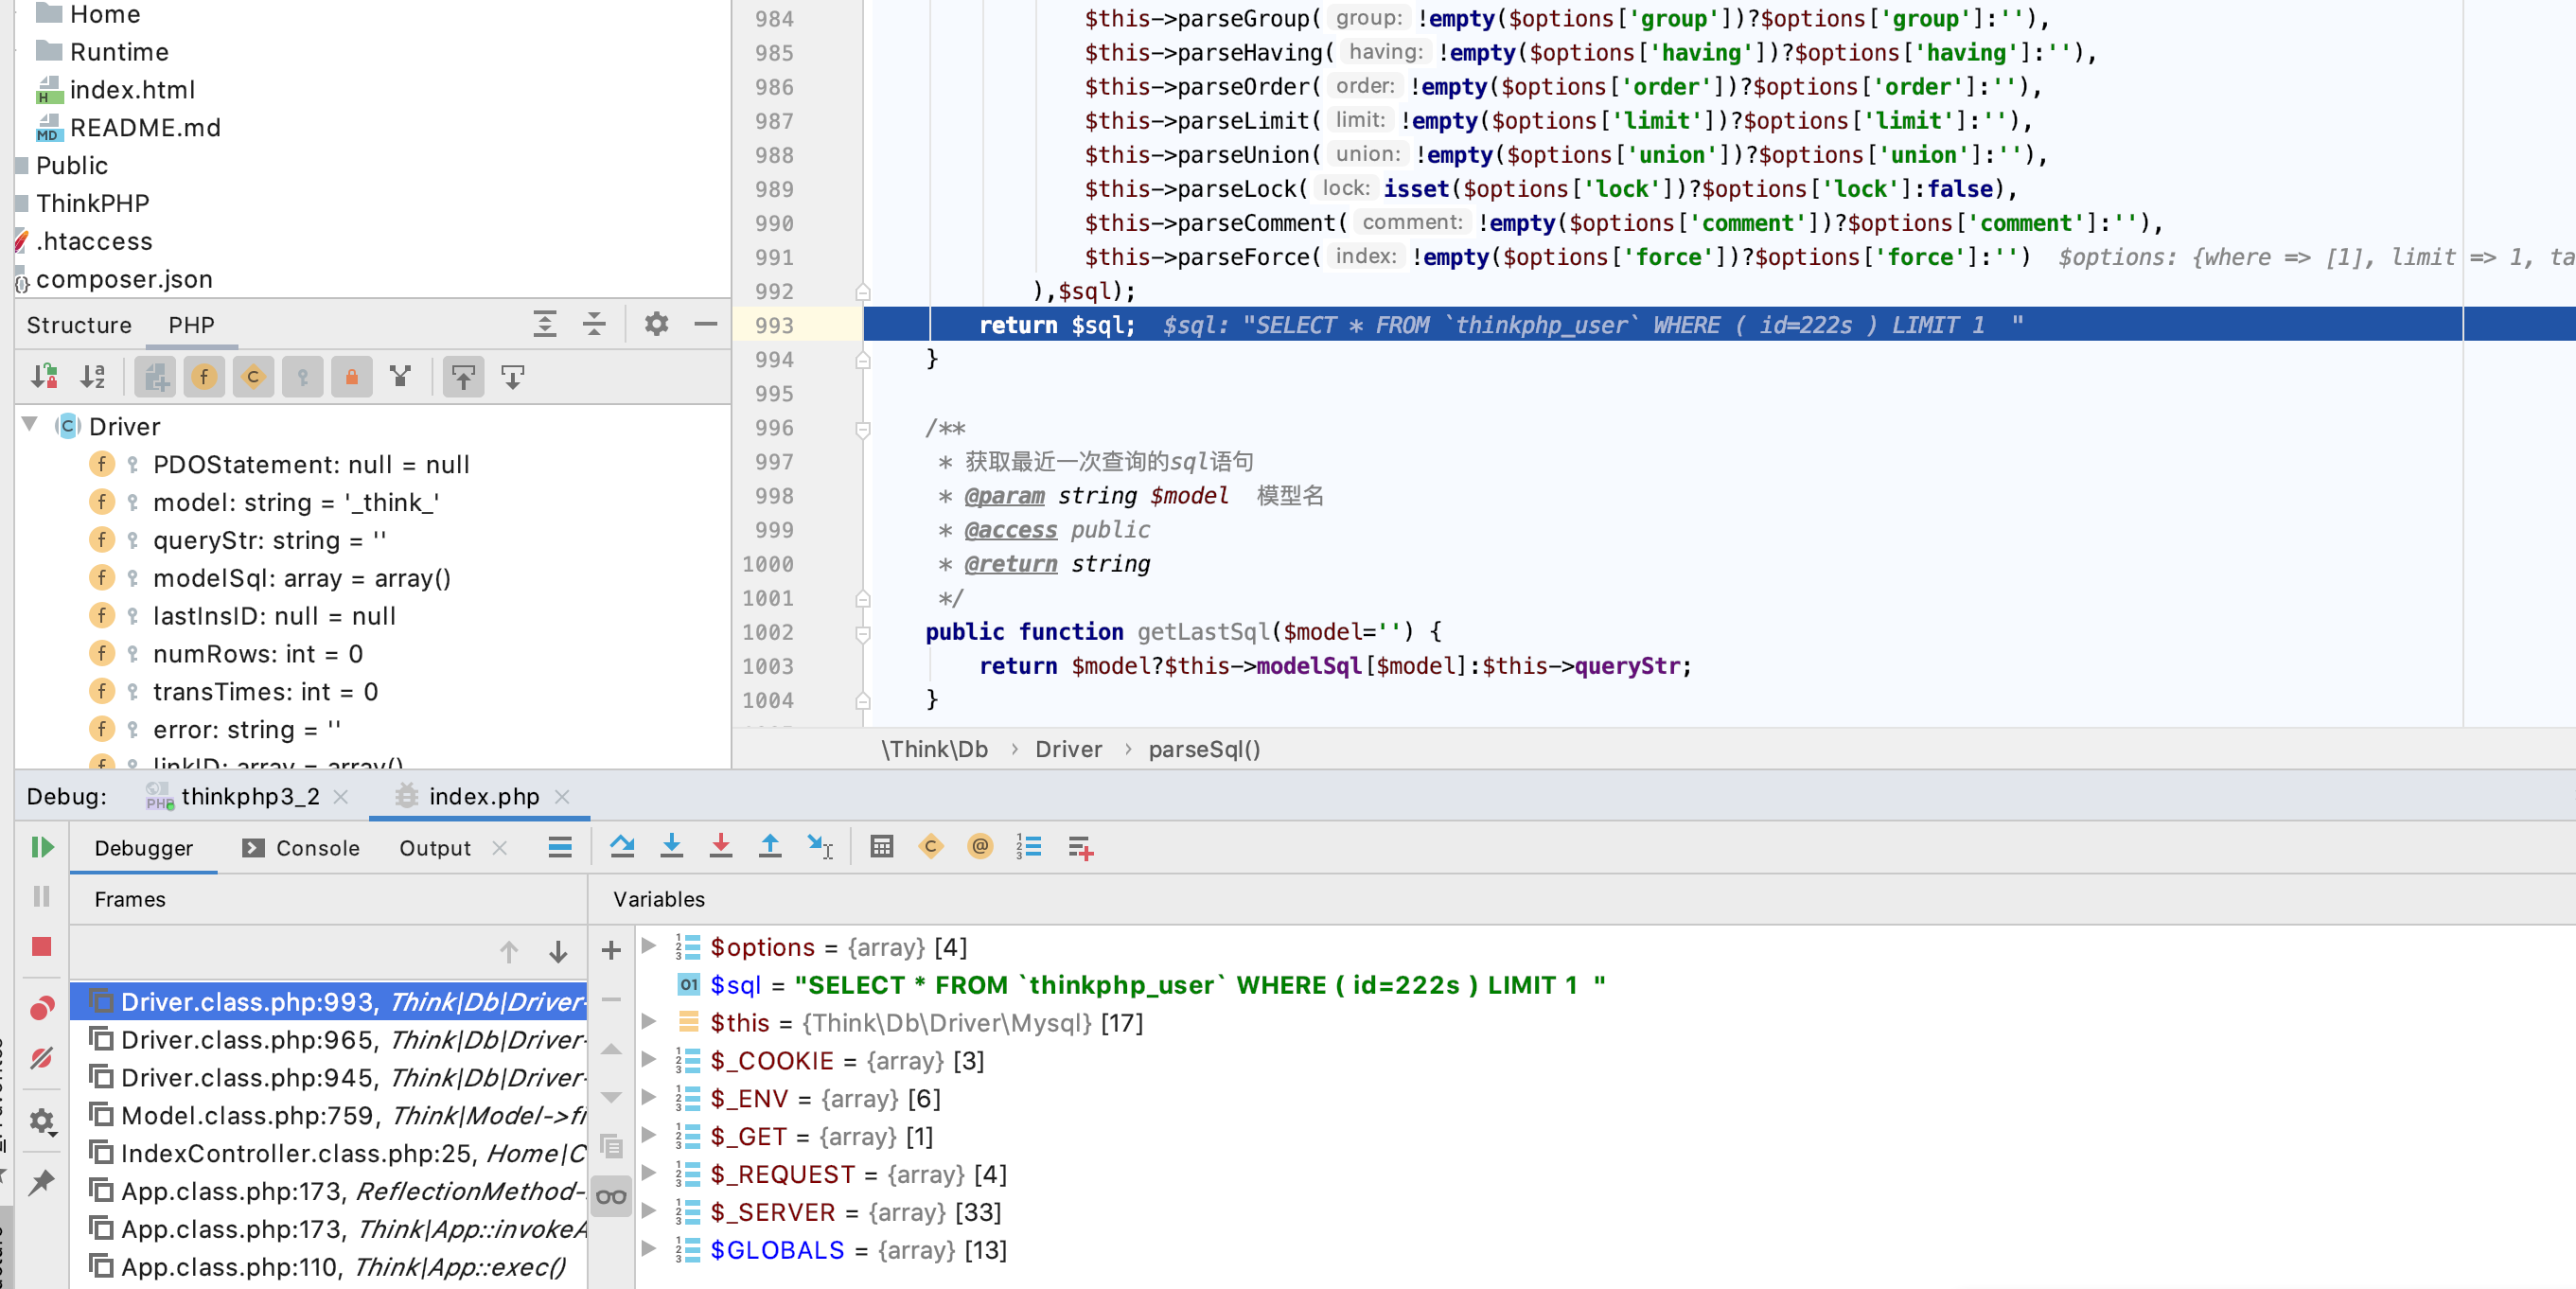 Home
Runtime
index.html
README.md
Public
ThinkPHP
.htaccess
composer.json
Structure PHP
Driver
PDOStatement: null = null
model: string = '_think_'
queryStr: string = ''
modelSql: array = array()
lastInsID: null = null
numRows: int = 0
transTimes: int = 0
error: string = ''
linkID: array = array()
984 $this->parseGroup( group: !empty($options['group'])?$options['group']:''),
985 $this->parseHaving( having: !empty($options['having'])?$options['having']:''),
986 $this->parseOrder( order: !empty($options['order'])?$options['order']:''),
987 $this->parseLimit( limit: !empty($options['limit'])?$options['limit']:''),
988 $this->parseUnion( union: !empty($options['union'])?$options['union']:''),
989 $this->parseLock( lock: isset($options['lock'])?$options['lock']:false),
990 $this->parseComment( comment: !empty($options['comment'])?$options['comment']:''),
991 $this->parseForce( index: !empty($options['force'])?$options['force']:'') $options: {where => [1], limit => 1, ta
992 ),$sql);
993 return $sql; $sql: "SELECT * FROM `thinkphp_user` WHERE ( id=222s ) LIMIT 1  "
994 }
995
996 /**
997 * 获取最近一次查询的sql语句
998 * @param string $model 模型名
999 * @access public
1000 * @return string
1001 */
1002 public function getLastSql($model='') {
1003 return $model?$this->modelSql[$model]:$this->queryStr;
1004 }
\Think\Db › Driver › parseSql()
Debug: thinkphp3_2 index.php
Debugger Console Output
Frames
Driver.class.php:993, Think|Db|Driver-
Driver.class.php:965, Think|Db|Driver-
Driver.class.php:945, Think|Db|Driver-
Model.class.php:759, Think|Model->fi
IndexController.class.php:25, Home|C
App.class.php:173, ReflectionMethod-
App.class.php:173, Think|App::invokeA
App.class.php:110, Think|App::exec()
Variables
$options = {array} [4]
$sql = "SELECT * FROM `thinkphp_user` WHERE ( id=222s ) LIMIT 1  "
$this = {Think\Db\Driver\Mysql} [17]
$_COOKIE = {array} [3]
$_ENV = {array} [6]
$_GET = {array} [1]
$_REQUEST = {array} [4]
$_SERVER = {array} [33]
$GLOBALS = {array} [13]